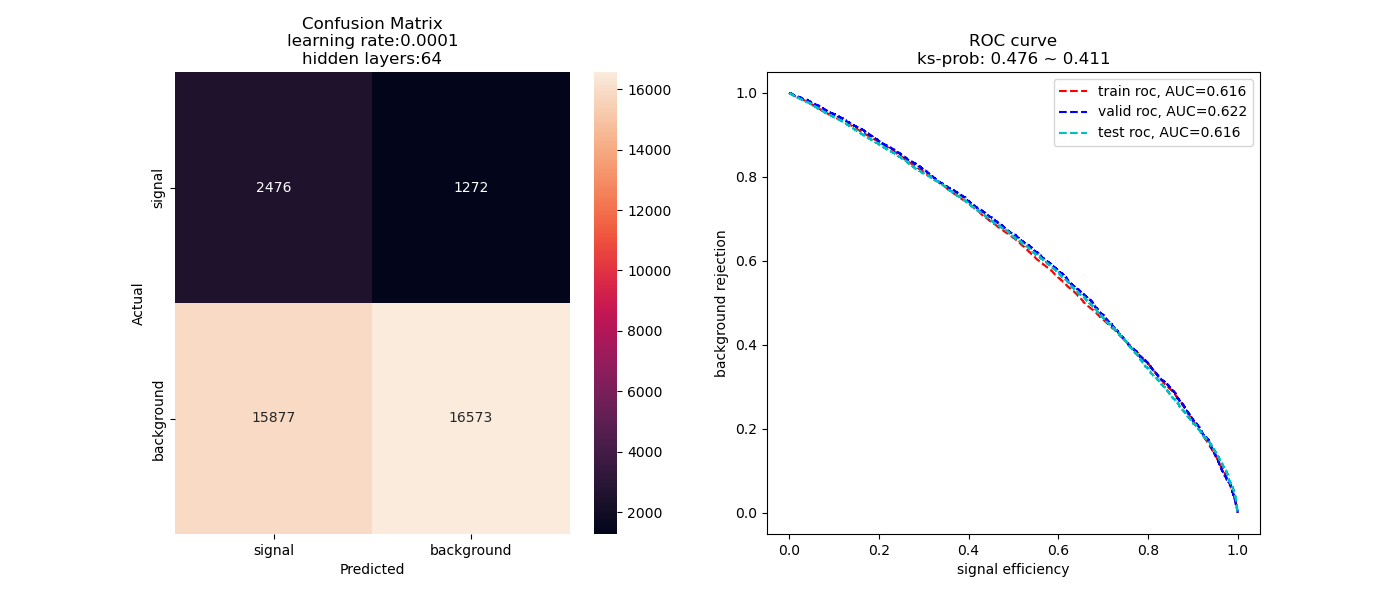 Confusion Matrix
learning rate:0.0001
hidden layers:64
signal
background
Actual
2476
1272
15877
16573
signal
background
Predicted
16000
14000
12000
10000
8000
6000
4000
2000
ROC curve
ks-prob: 0.476 ~ 0.411
train roc, AUC=0.616
valid roc, AUC=0.622
test roc, AUC=0.616
background rejection
1.0
0.8
0.6
0.4
0.2
0.0
0.0 0.2 0.4 0.6 0.8 1.0
signal efficiency